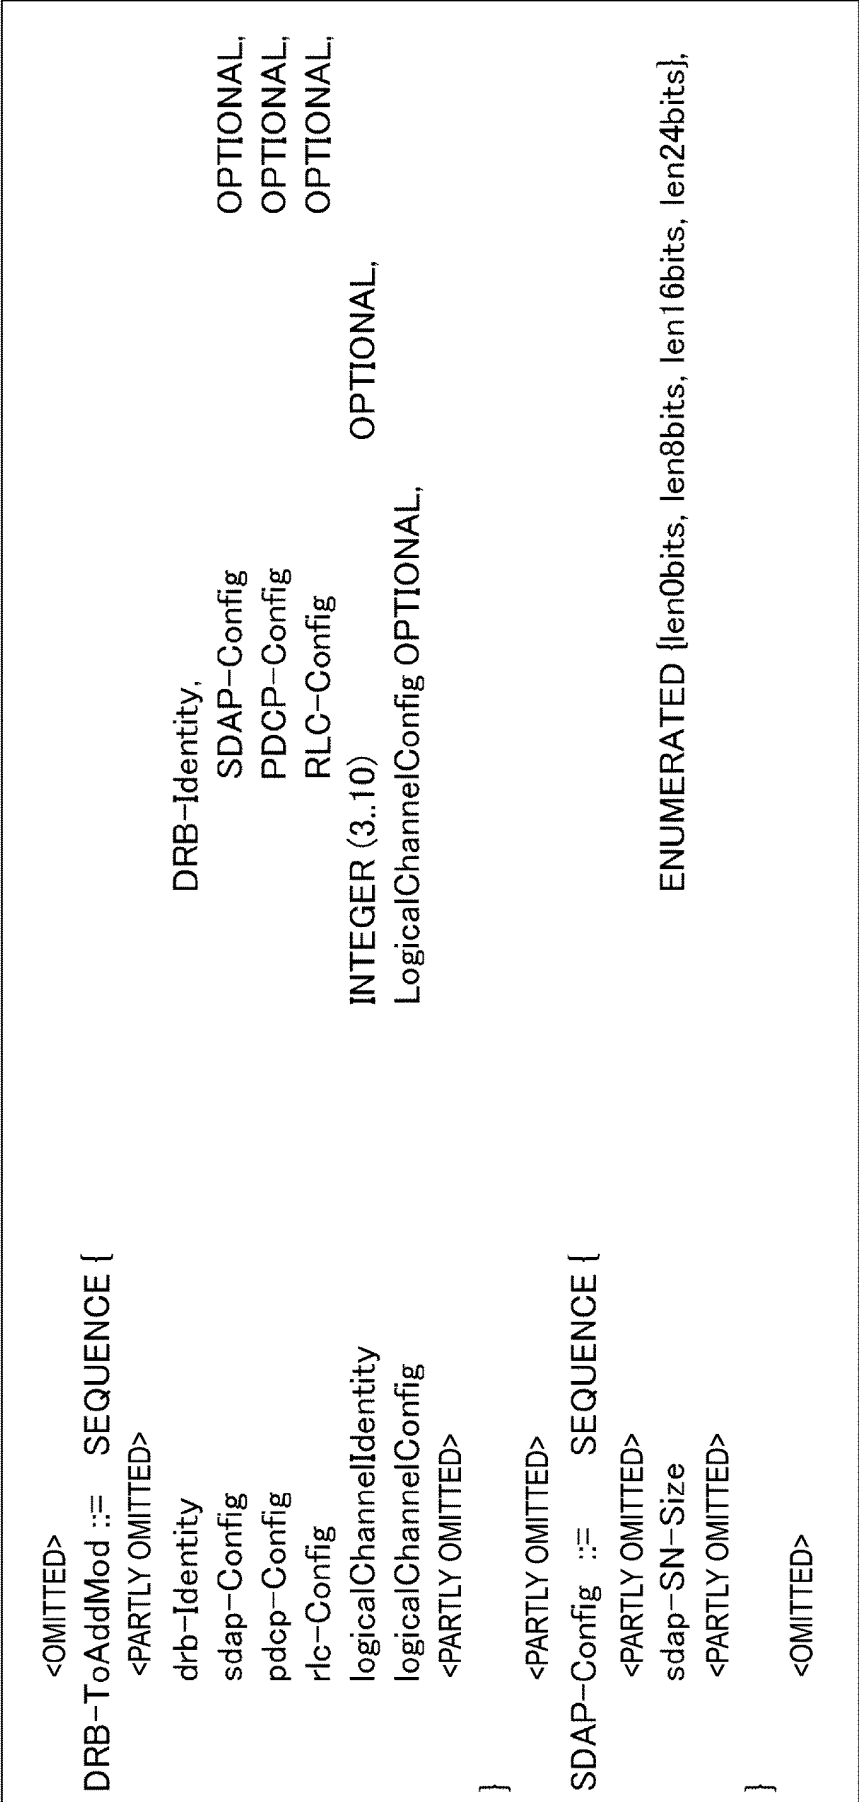 <OMITTED>
DRB-ToAddMod ::= SEQUENCE {
<PARTLY OMITTED>
drb-Identity DRB-Identity,
sdap-Config SDAP-Config OPTIONAL,
pdcp-Config PDCP-Config OPTIONAL,
rlc-Config RLC-Config OPTIONAL,
logicalChannelIdentity INTEGER (3..10) OPTIONAL,
logicalChannelConfig LogicalChannelConfig OPTIONAL,
<PARTLY OMITTED>
}
<PARTLY OMITTED>
SDAP-Config ::= SEQUENCE {
<PARTLY OMITTED>
sdap-SN-Size ENUMERATED {len0bits, len8bits, len16bits, len24bits},
<PARTLY OMITTED>
}
<OMITTED>